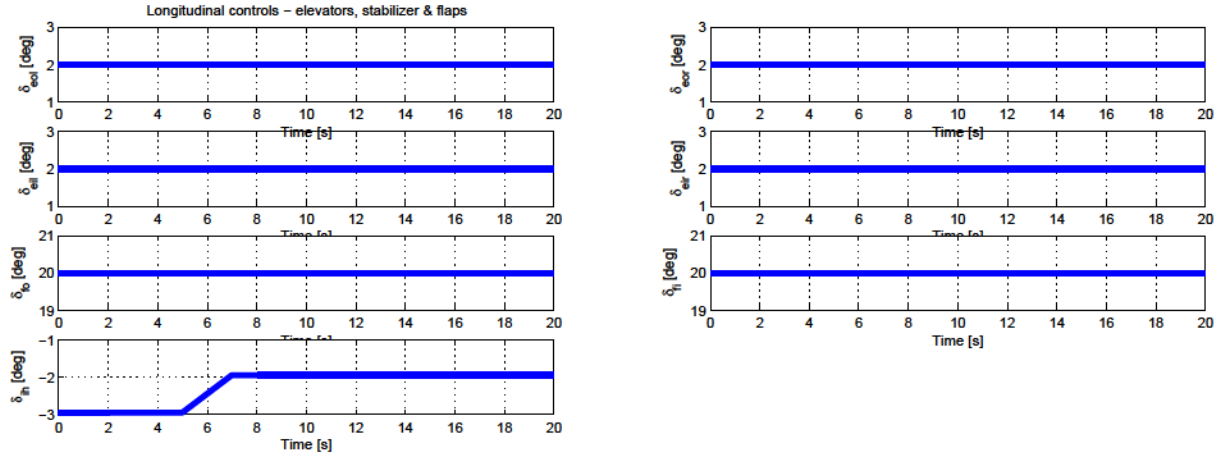 Longitudinal controls − elevators, stabilizer & flaps
δeol [deg]
3
2
1
0 2 4 6 8 10 12 14 16 18 20
Time [s]
δeor [deg]
3
2
1
0 2 4 6 8 10 12 14 16 18 20
Time [s]
δeil [deg]
3
2
1
0 2 4 6 8 10 12 14 16 18 20
Time [s]
δeir [deg]
3
2
1
0 2 4 6 8 10 12 14 16 18 20
Time [s]
δfo [deg]
21
20
19
0 2 4 6 8 10 12 14 16 18 20
Time [s]
δfi [deg]
21
20
19
0 2 4 6 8 10 12 14 16 18 20
Time [s]
δih [deg]
−1
−2
−3
0 2 4 6 8 10 12 14 16 18 20
Time [s]